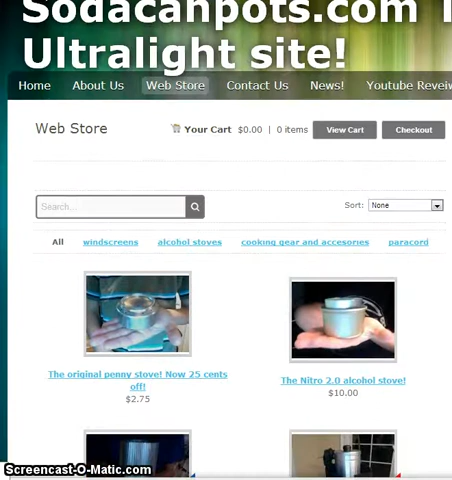 Sodacanpots.com
Ultralight site!
Home About Us Web Store Contact Us News! Youtube Reveiw
Web Store Your Cart $0.00 | 0 items View Cart Checkout
Search... Sort: None
All windscreens alcohol stoves cooking gear and accesories paracord
The original penny stove! Now 25 cents
off!
$2.75
The Nitro 2.0 alcohol stove!
$10.00
Screencast-O-Matic.com